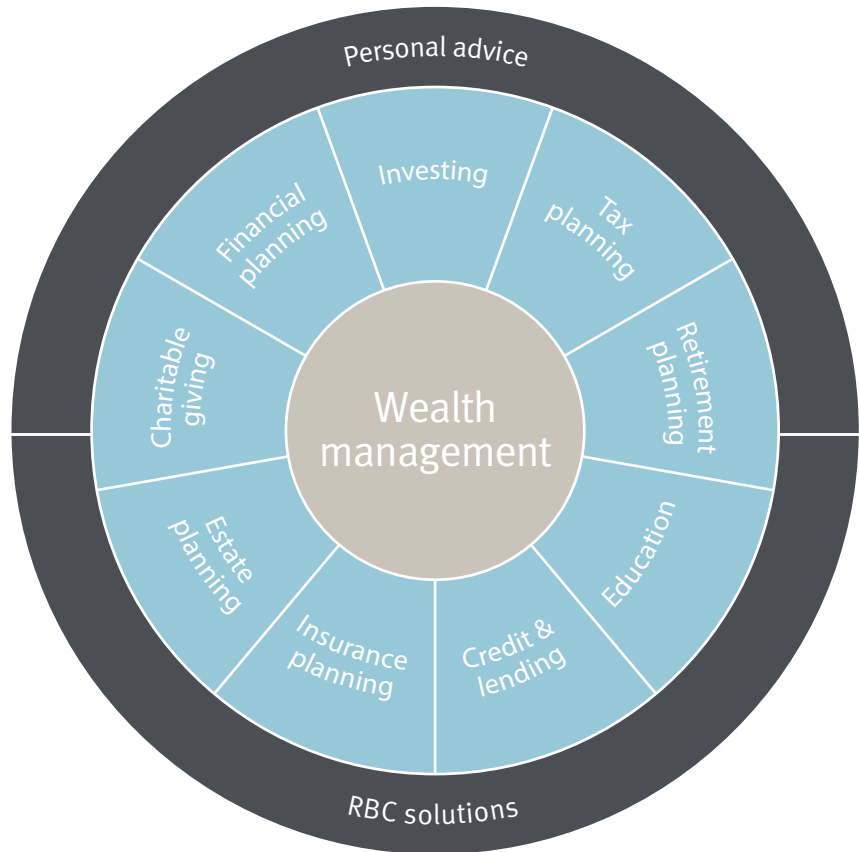 Personal advice
Investing
Tax
planning
Retirement
planning
Education
Credit &
lending
Insurance
planning
Estate
planning
Charitable
giving
Financial
planning
Wealth
management
RBC solutions